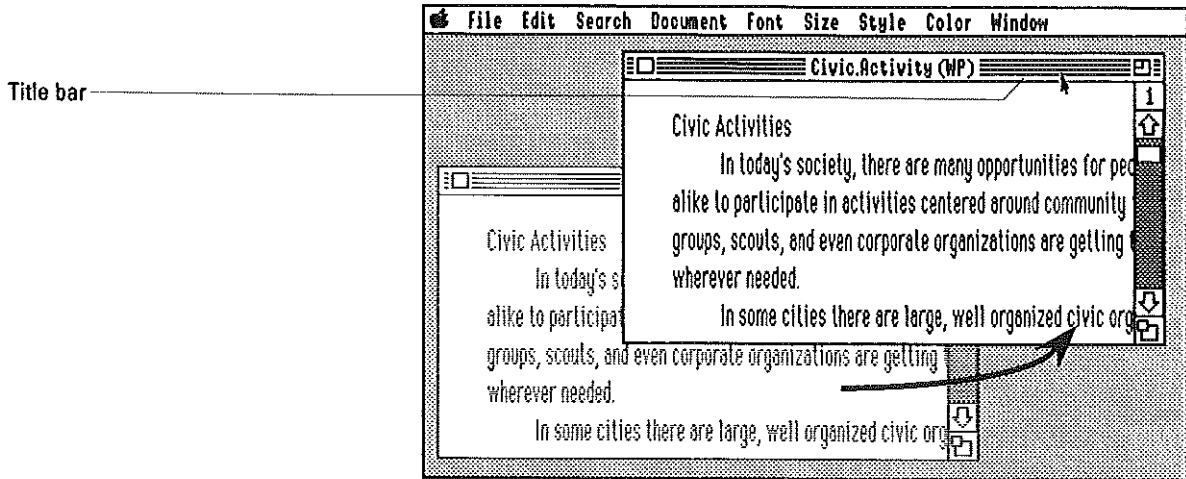 File Edit Search Document Font Size Style Color Window
Title bar
Civic.Activity (WP)
i
Civic Activities
In today's society, there are many opportunities for
alike to participate in activities centered around community
groups, scouts, and even corporate organizations are getting
wherever needed.
In some cities there are large, well organized civic
Civic Activities
In today's
alike to
groups, scouts, and even corporate organizations are getting
wherever needed.
In some cities there are large, well organized civic